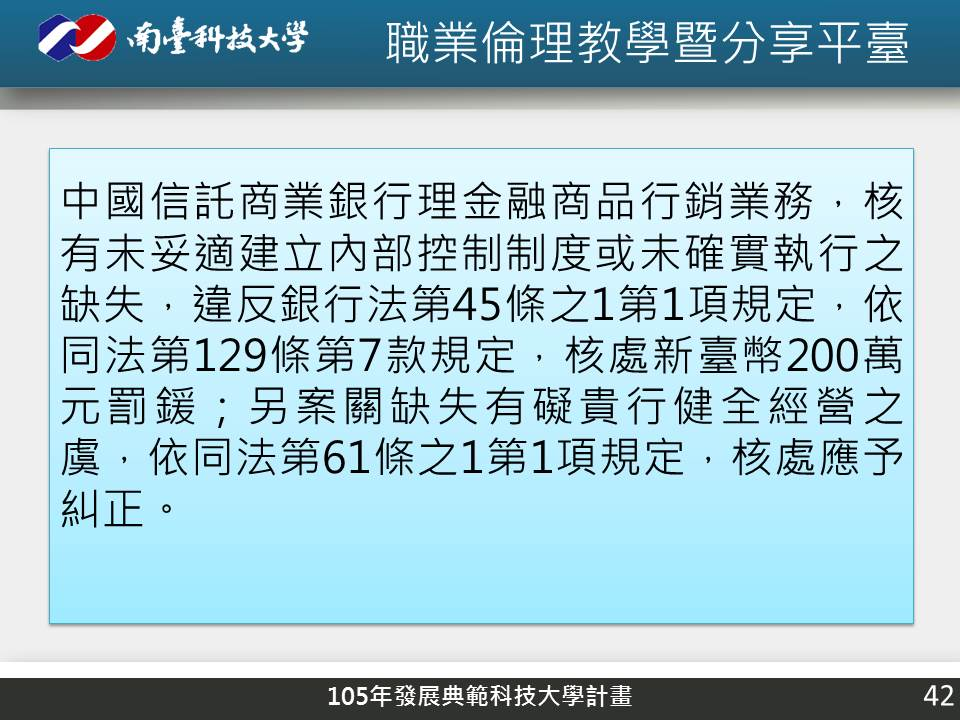 南臺科技大學
職業倫理教學暨分享平臺
中國信託商業銀行理金融商品行銷業務，核
有未妥適建立內部控制制度或未確實執行之
缺失，違反銀行法第45條之1第1項規定，依
同法第129條第7款規定，核處新臺幣200萬
元罰鍰；另案關缺失有礙貴行健全經營之
虞，依同法第61條之1第1項規定，核處應予
糾正。
105年發展典範科技大學計畫
42